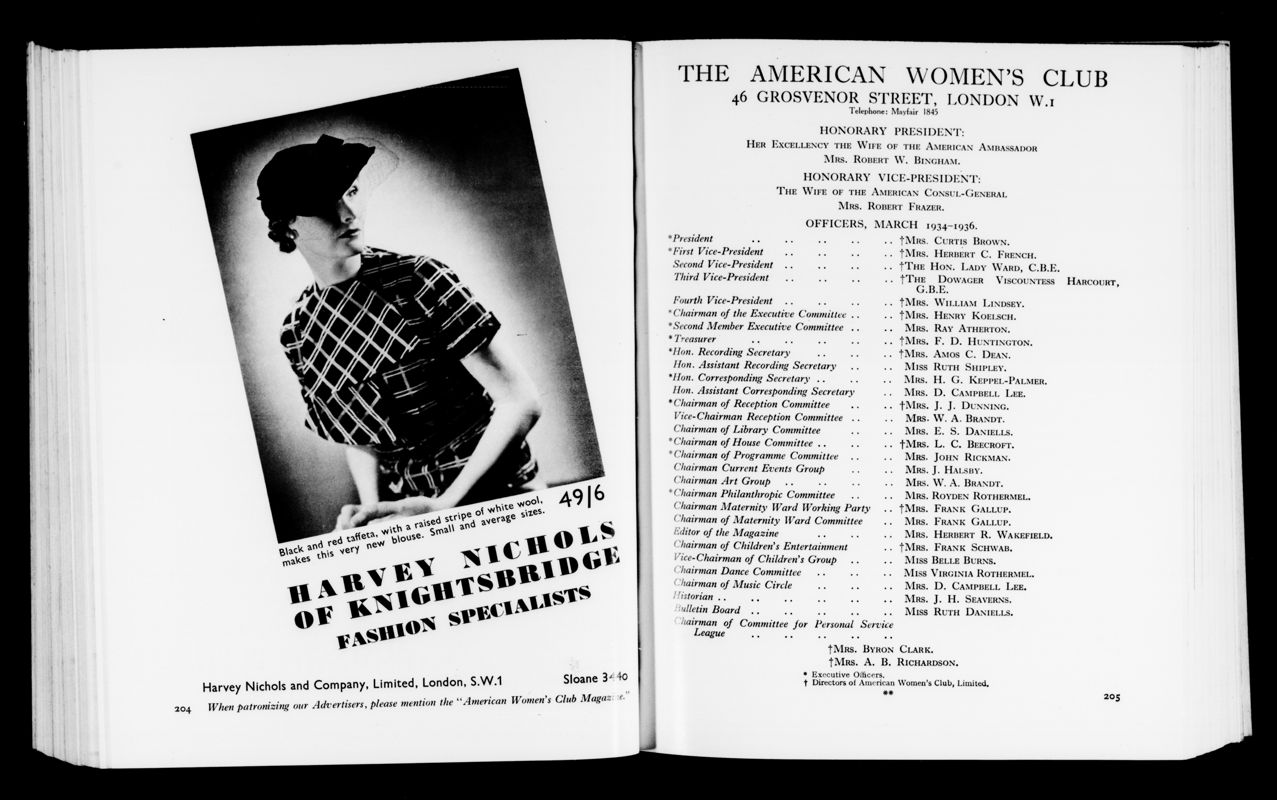 Black and red taffeta, with a raised stripe of white wool,
makes this very new blouse. Small and average sizes.
49/6
HARVEY NICHOLS
OF KNIGHTSBRIDGE
FASHION SPECIALISTS
Harvey Nichols and Company, Limited, London, S.W.1 Sloane 3440
204 When patronizing our Advertisers, please mention the "American Women's Club Magazine."
THE AMERICAN WOMEN'S CLUB
46 GROSVENOR STREET, LONDON W.1
Telephone: Mayfair 1845
HONORARY PRESIDENT:
HER EXCELLENCY THE WIFE OF THE AMERICAN AMBASSADOR
MRS. ROBERT W. BINGHAM.
HONORARY VICE-PRESIDENT:
THE WIFE OF THE AMERICAN CONSUL-GENERAL
MRS. ROBERT FRAZER.
OFFICERS, MARCH 1934-1936.
*President .. .. .. .. .. †MRS. CURTIS BROWN.
*First Vice-President .. .. .. .. †MRS. HERBERT C. FRENCH.
Second Vice-President .. .. .. .. †THE HON. LADY WARD, C.B.E.
Third Vice-President .. .. .. .. †THE DOWAGER VISCOUNTESS HARCOURT,
G.B.E.
Fourth Vice-President .. .. .. .. †MRS. WILLIAM LINDSEY.
*Chairman of the Executive Committee .. .. †MRS. HENRY KOELSCH.
*Second Member Executive Committee .. .. MRS. RAY ATHERTON.
*Treasurer .. .. .. .. .. †MRS. F. D. HUNTINGTON.
*Hon. Recording Secretary .. .. .. †MRS. AMOS C. DEAN.
Hon. Assistant Recording Secretary .. .. MISS RUTH SHIPLEY.
*Hon. Corresponding Secretary .. .. .. MRS. H. G. KEPPEL-PALMER.
Hon. Assistant Corresponding Secretary .. MRS. D. CAMPBELL LEE.
*Chairman of Reception Committee .. .. †MRS. J. J. DUNNING.
Vice-Chairman Reception Committee .. .. MRS. W. A. BRANDT.
Chairman of Library Committee .. .. MRS. E. S. DANIELLS.
*Chairman of House Committee .. .. .. †MRS. L. C. BEECROFT.
*Chairman of Programme Committee .. .. MRS. JOHN RICKMAN.
Chairman Current Events Group .. .. MRS. J. HALSBY.
Chairman Art Group .. .. .. .. MRS. W. A. BRANDT.
*Chairman Philanthropic Committee .. .. MRS. ROYDEN ROTHERMEL.
Chairman Maternity Ward Working Party .. †MRS. FRANK GALLUP.
Chairman of Maternity Ward Committee .. MRS. FRANK GALLUP.
Editor of the Magazine .. .. .. MRS. HERBERT R. WAKEFIELD.
Chairman of Children's Entertainment .. †MRS. FRANK SCHWAB.
Vice-Chairman of Children's Group .. .. MISS BELLE BURNS.
Chairman Dance Committee .. .. .. MISS VIRGINIA ROTHERMEL.
Chairman of Music Circle .. .. .. MRS. D. CAMPBELL LEE.
Historian .. .. .. .. .. .. MRS. J. H. SEAVERNS.
Bulletin Board .. .. .. .. .. MISS RUTH DANIELLS.
Chairman of Committee for Personal Service
League .. .. .. .. ..
†MRS. BYRON CLARK.
†MRS. A. B. RICHARDSON.
* Executive Officers.
† Directors of American Women's Club, Limited.
**
205